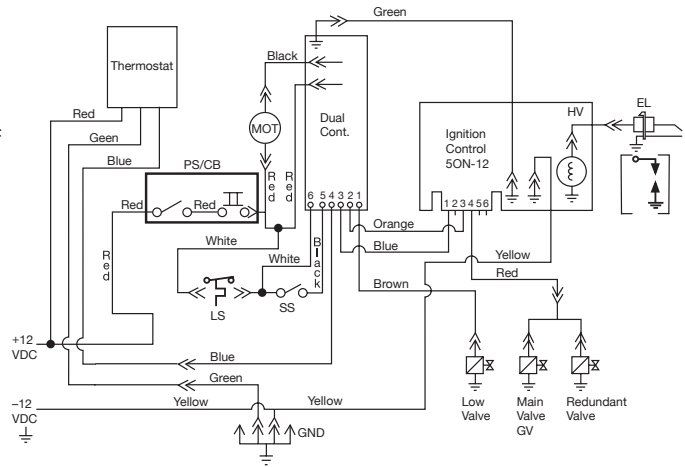 Green
Black
Thermostat
MOT
Dual
Cont.
HV
EL
Ignition
Control
5ON-12
Red
Geen
Blue
PS/CB
Red
Red
Red
Red
6 5 4 3 2 1
1 2 3 4 5 6
Orange
Blue
White
White
Black
Yellow
Red
Red
Brown
LS
SS
+12
VDC
Blue
Green
–12
VDC
Yellow
Yellow
GND
Low
Valve
Main
Valve
GV
Redundant
Valve